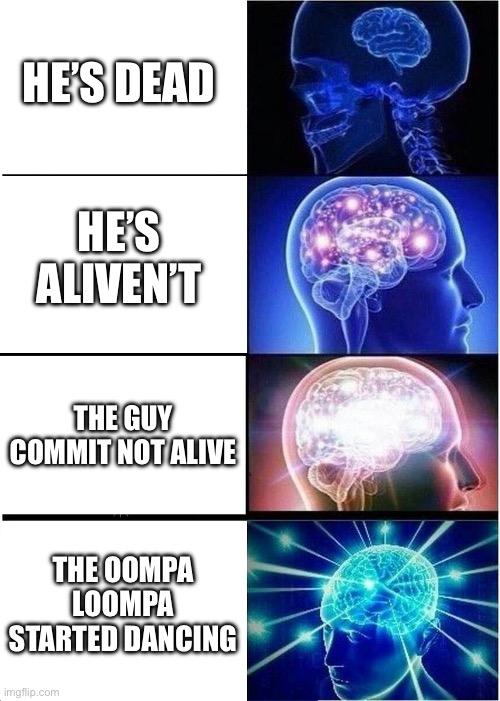 HE’S DEAD
HE’S
ALIVEN’T
THE GUY
COMMIT NOT ALIVE
THE OOMPA
LOOMPA
STARTED DANCING
imgflip.com